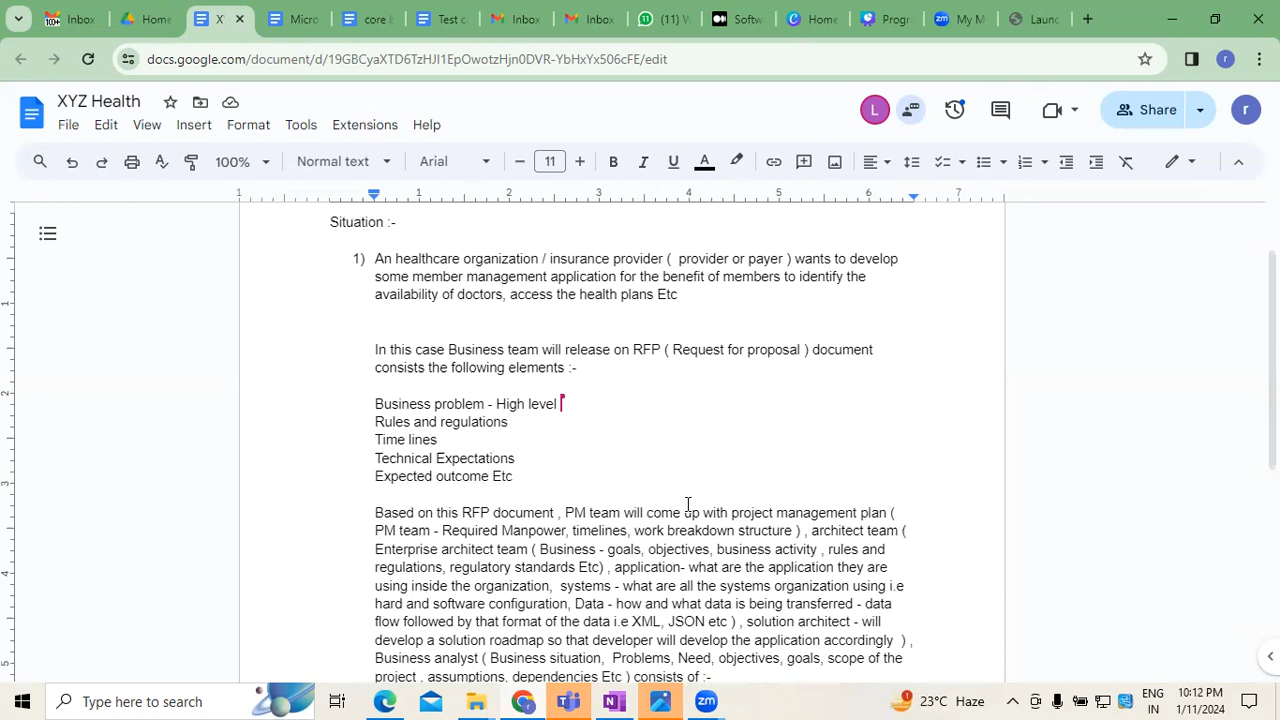 Inbox
Home
X
Micro
core b
Test ca
Inbox
Inbox
(11) W
Softw
Home
Progr
My M
Launc
docs.google.com/document/d/19GBCyaXTD6TzHJI1EpOwotzHjn0DVR-YbHxYx506cFE/edit
XYZ Health
L
Share
r
File Edit View Insert Format Tools Extensions Help
100% Normal text Arial 11
1 1 2 3 4 5 6 7
Situation :-
1) An healthcare organization / insurance provider ( provider or payer ) wants to develop
some member management application for the benefit of members to identify the
availability of doctors, access the health plans Etc
In this case Business team will release on RFP ( Request for proposal ) document
consists the following elements :-
Business problem - High level
Rules and regulations
Time lines
Technical Expectations
Expected outcome Etc
Based on this RFP document , PM team will come up with project management plan (
PM team - Required Manpower, timelines, work breakdown structure ) , architect team (
Enterprise architect team ( Business - goals, objectives, business activity , rules and
regulations, regulatory standards Etc) , application- what are the application they are
using inside the organization, systems - what are all the systems organization using i.e
hard and software configuration, Data - how and what data is being transferred - data
flow followed by that format of the data i.e XML, JSON etc ) , solution architect - will
develop a solution roadmap so that developer will develop the application accordingly ) ,
Business analyst ( Business situation, Problems, Need, objectives, goals, scope of the
project , assumptions, dependencies Etc ) consists of :-
Type here to search
23°C Haze
ENG
IN
10:12 PM
1/11/2024